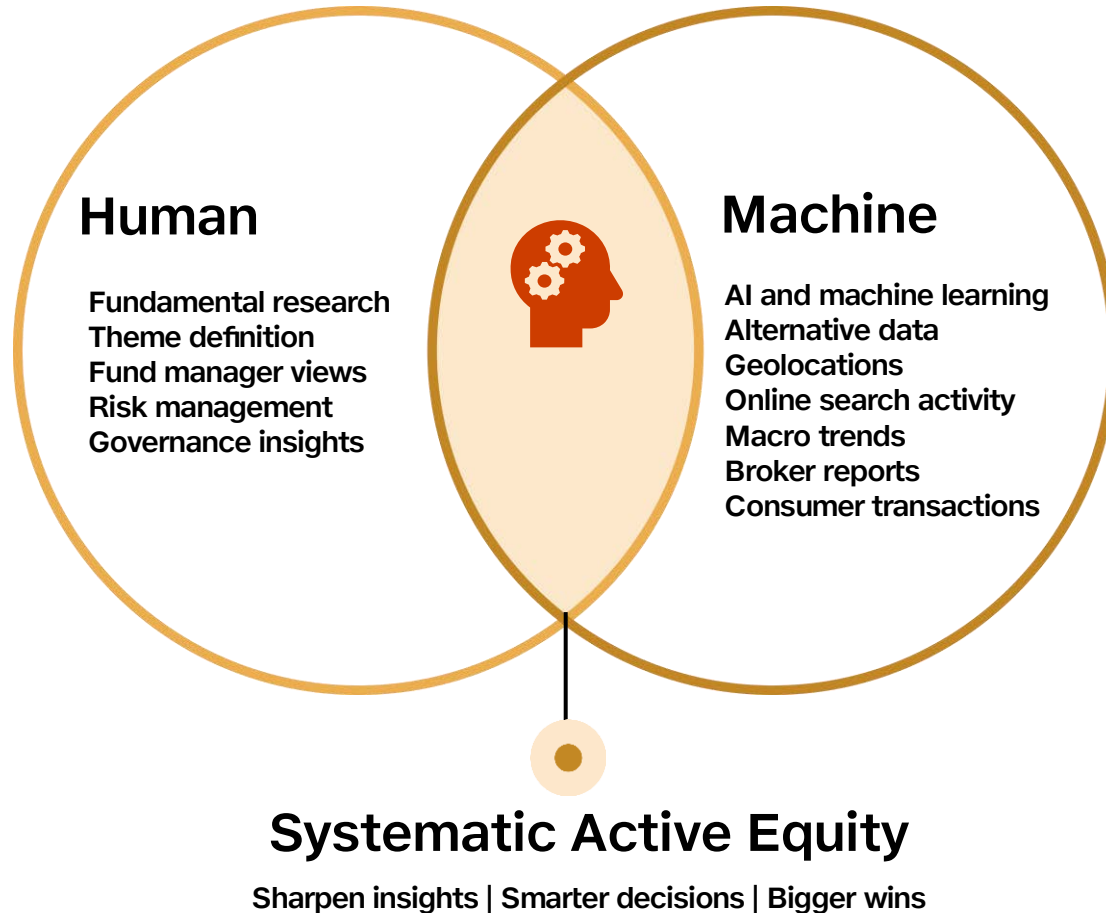 Human
Fundamental research
Theme definition
Fund manager views
Risk management
Governance insights
Machine
AI and machine learning
Alternative data
Geolocations
Online search activity
Macro trends
Broker reports
Consumer transactions
Systematic Active Equity
Sharpen insights | Smarter decisions | Bigger wins